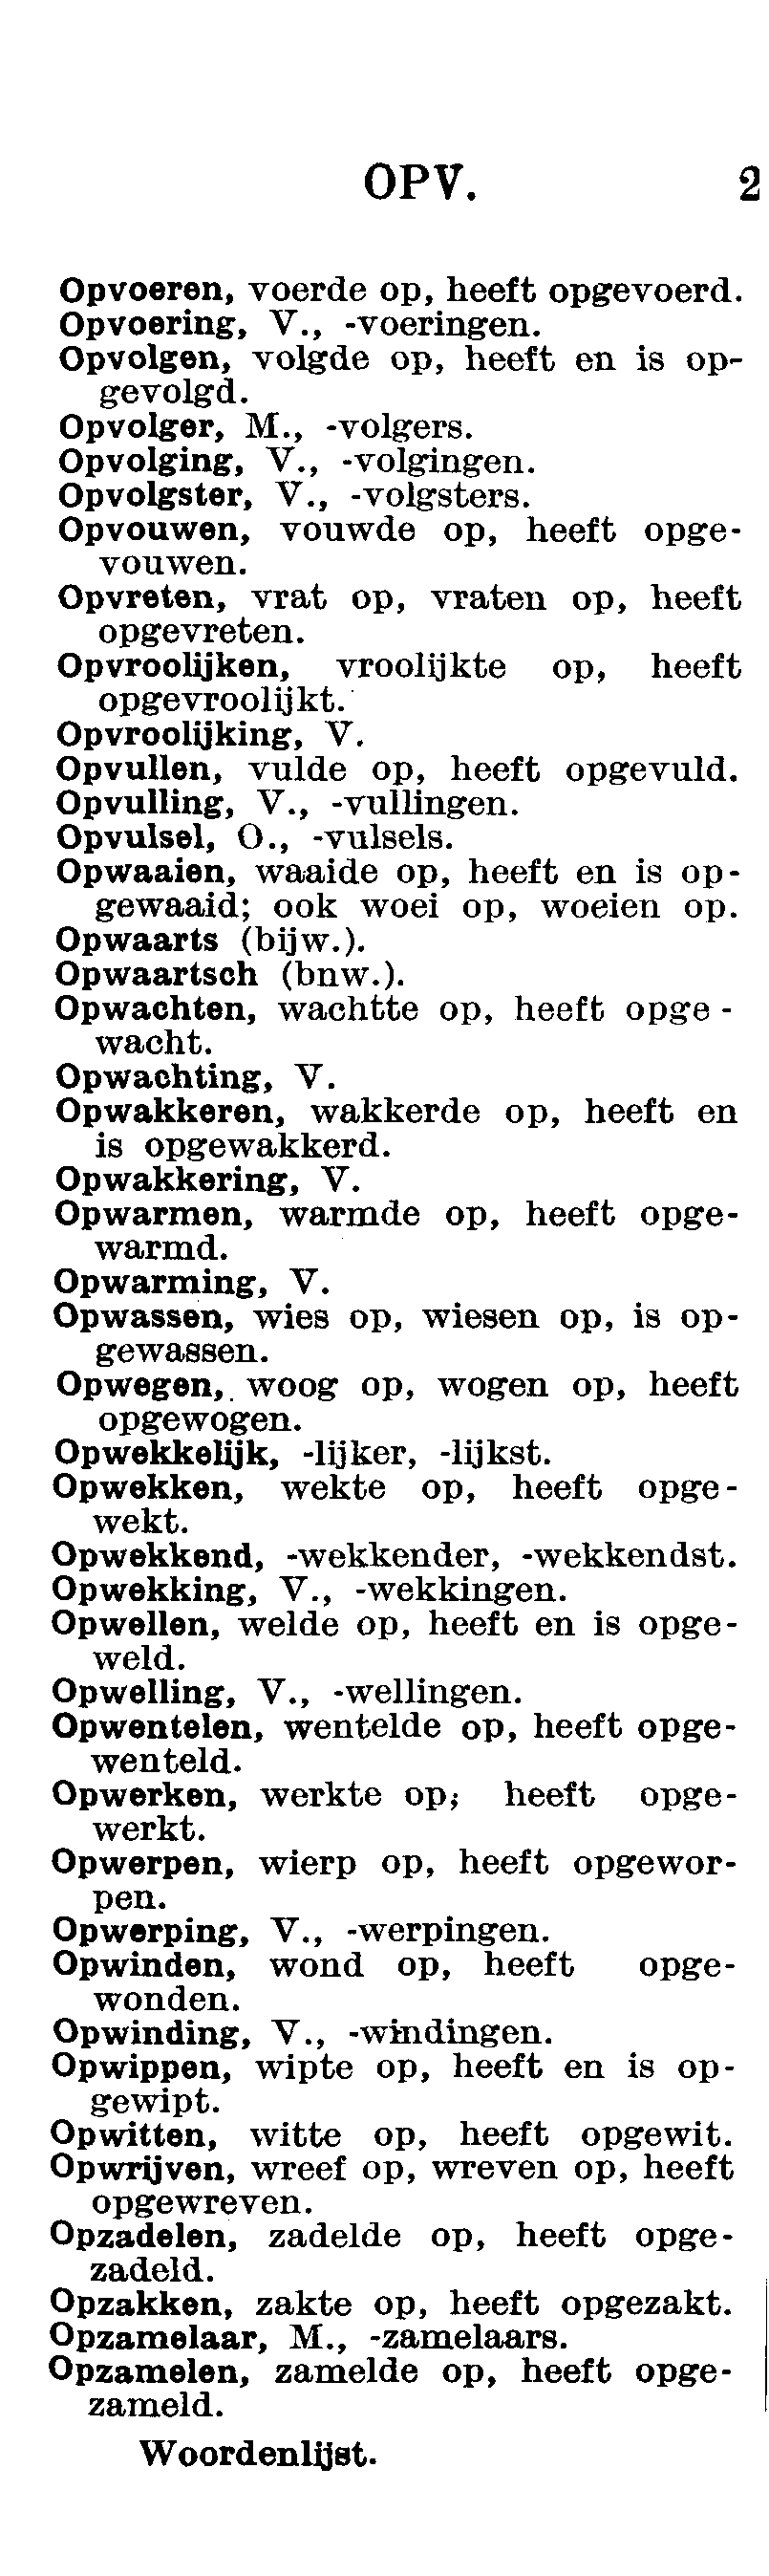 OPV. 2
Opvoeren, voerde op, heeft opgevoerd.
Opvoering, V., -voeringen.
Opvolgen, volgde op, heeft en is op-
gevolgd.
Opvolger, M., -volgers.
Opvolging, V., -volgingen.
Opvolgster, V., -volgsters.
Opvouwen, vouwde op, heeft opge-
vouwen.
Opvreten, vrat op, vraten op, heeft
opgevreten.
Opvroolijken, vroolijkte op, heeft
opgevroolijkt.
Opvroolijking, V.
Opvullen, vulde op, heeft opgevuld.
Opvulling, V., -vullingen.
Opvulsel, O., -vulsels.
Opwaaien, waaide op, heeft en is op-
gewaaid; ook woei op, woeien op.
Opwaarts (bijw.).
Opwaartsch (bnw.).
Opwachten, wachtte op, heeft opge-
wacht.
Opwachting, V.
Opwakkeren, wakkerde op, heeft en
is opgewakkerd.
Opwakkering, V.
Opwarmen, warmde op, heeft opge-
warmd.
Opwarming, V.
Opwassen, wies op, wiesen op, is op-
gewassen.
Opwegen, woog op, wogen op, heeft
opgewogen.
Opwekkelijk, -lijker, -lijkst.
Opwekken, wekte op, heeft opge-
wekt.
Opwekkend, -wekkender, -wekkendst.
Opwekking, V., -wekkingen.
Opwellen, welde op, heeft en is opge-
weld.
Opwelling, V., -wellingen.
Opwentelen, wentelde op, heeft opge-
wenteld.
Opwerken, werkte op; heeft opge-
werkt.
Opwerpen, wierp op, heeft opgewor-
pen.
Opwerping, V., -werpingen.
Opwinden, wond op, heeft opge-
wonden.
Opwinding, V., -windingen.
Opwippen, wipte op, heeft en is op-
gewipt.
Opwitten, witte op, heeft opgewit.
Opwrijven, wreef op, wreven op, heeft
opgewreven.
Opzadelen, zadelde op, heeft opge-
zadeld.
Opzakken, zakte op, heeft opgezakt.
Opzamelaar, M., -zamelaars.
Opzamelen, zamelde op, heeft opge-
zameld.
Woordenlijst.